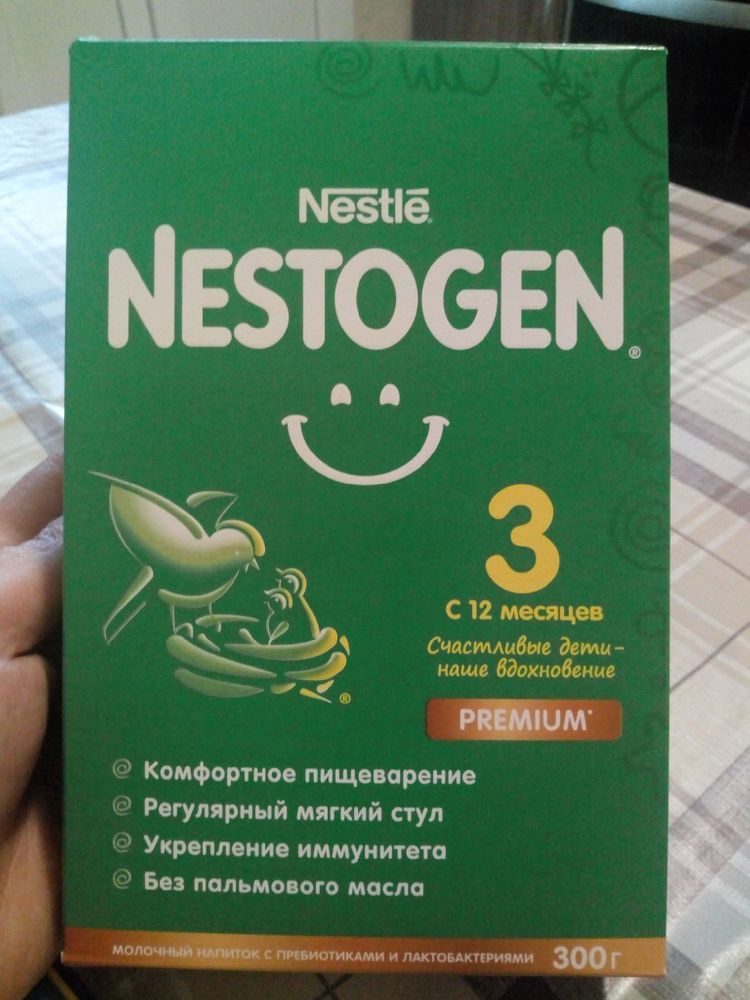 Nestlé®
NESTOGEN®
3
С 12 месяцев
Счастливые дети –
наше вдохновение
PREMIUM*
®
Комфортное пищеварение
Регулярный мягкий стул
Укрепление иммунитета
Без пальмового масла
МОЛОЧНЫЙ НАПИТОК С ПРЕБИОТИКАМИ И ЛАКТОБАКТЕРИЯМИ 300 г